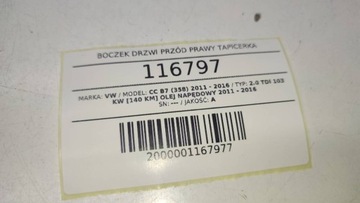 BOCZEK DRZWI PRZÓD PRAWY TAPICERKA
116797
MARKA: VW / MODEL: CC B7 (358) 2011 - 2016 / TYP: 2.0 TDI 103
KW [140 KM] OLEJ NAPĘDOWY 2011 - 2016
SN: --- / JAKOŚĆ: A
2000001167977